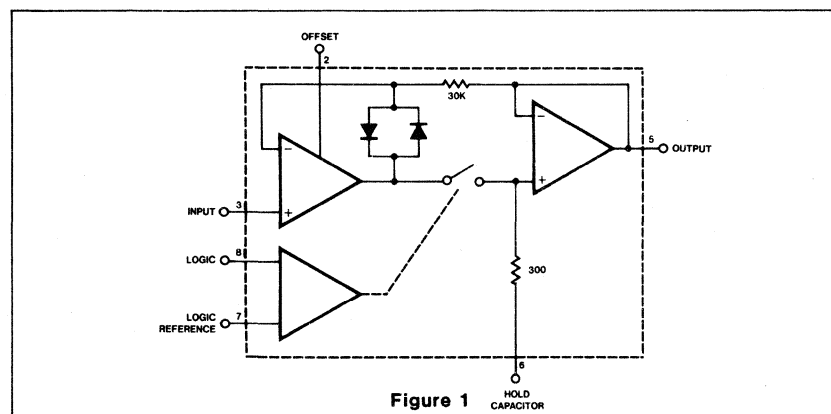 OFFSET
2
30K
−
−
5
OUTPUT
+
INPUT
3
+
LOGIC
8
300
LOGIC
REFERENCE
7
6
HOLD
CAPACITOR
Figure 1